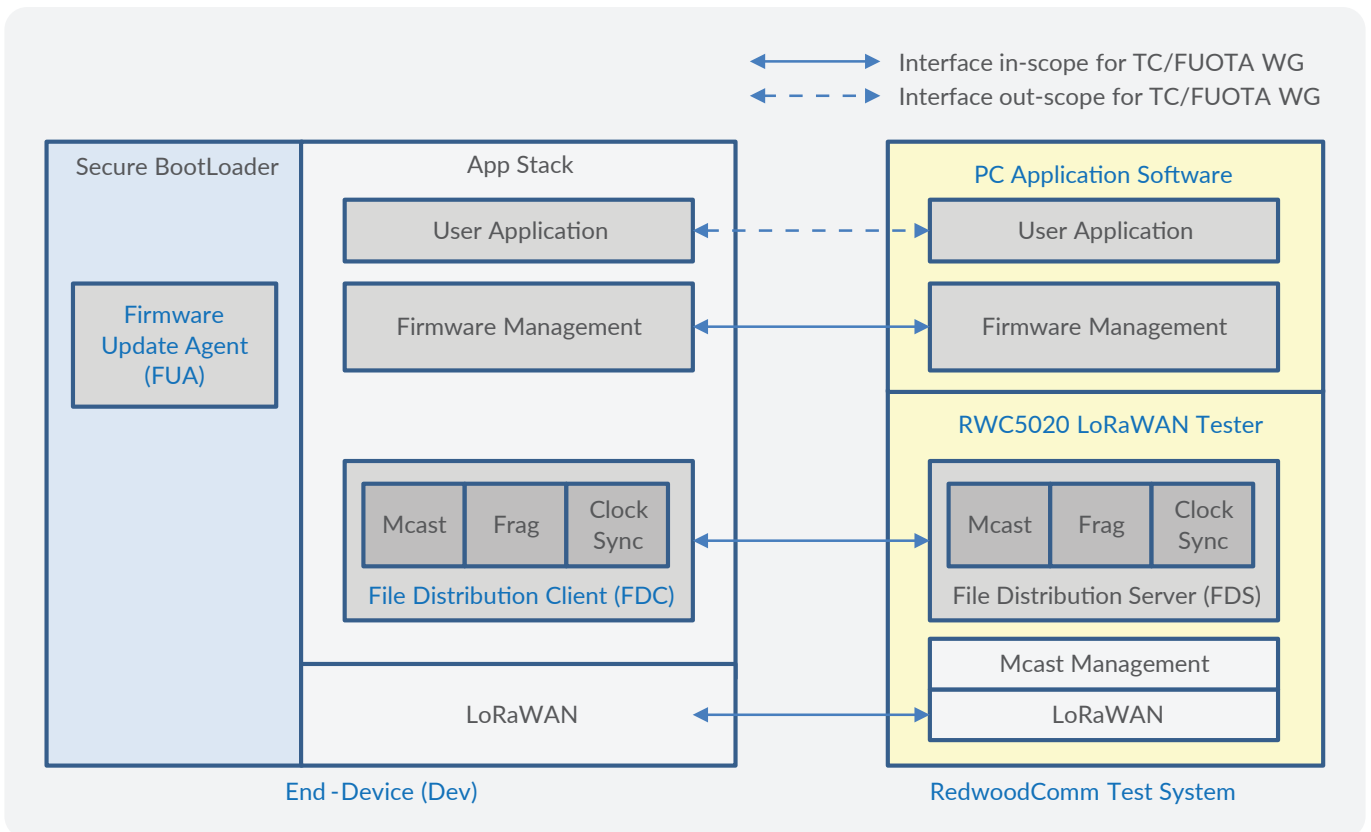 Interface in-scope for TC/FUOTA WG
Interface out-scope for TC/FUOTA WG
Secure BootLoader
Firmware
Update Agent
(FUA)
App Stack
User Application
Firmware Management
Mcast
Frag
Clock
Sync
File Distribution Client (FDC)
LoRaWAN
End -Device (Dev)
PC Application Software
User Application
Firmware Management
RWC5020 LoRaWAN Tester
Mcast
Frag
Clock
Sync
File Distribution Server (FDS)
Mcast Management
LoRaWAN
RedwoodComm Test System